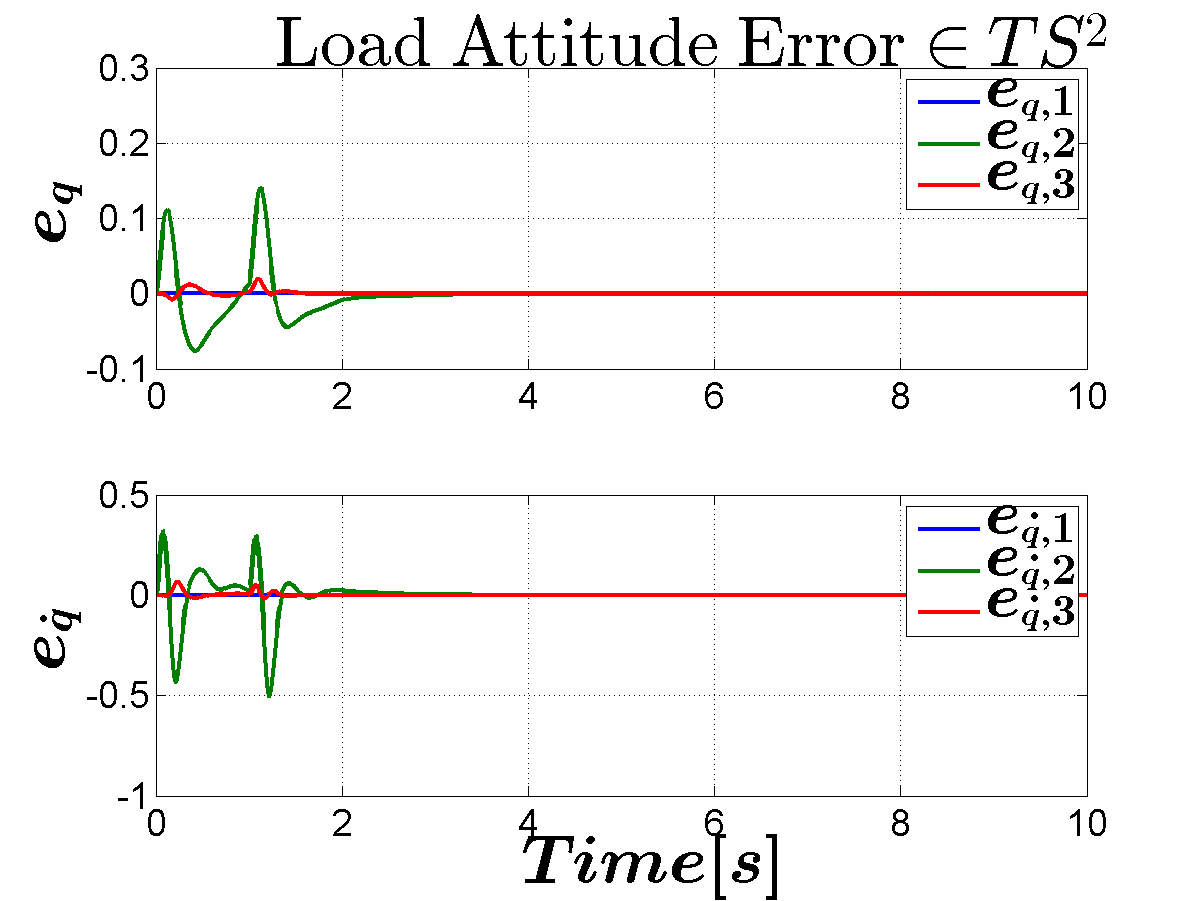 Load Attitude Error ∈ TS²
0.3
0.2
0.1
0
-0.1
e_q
e_{q,1}
e_{q,2}
e_{q,3}
0 2 4 6 8 10
0.5
0
-0.5
-1
e_{q̇}
e_{q̇,1}
e_{q̇,2}
e_{q̇,3}
0 2 4 6 8 10
Time[s]